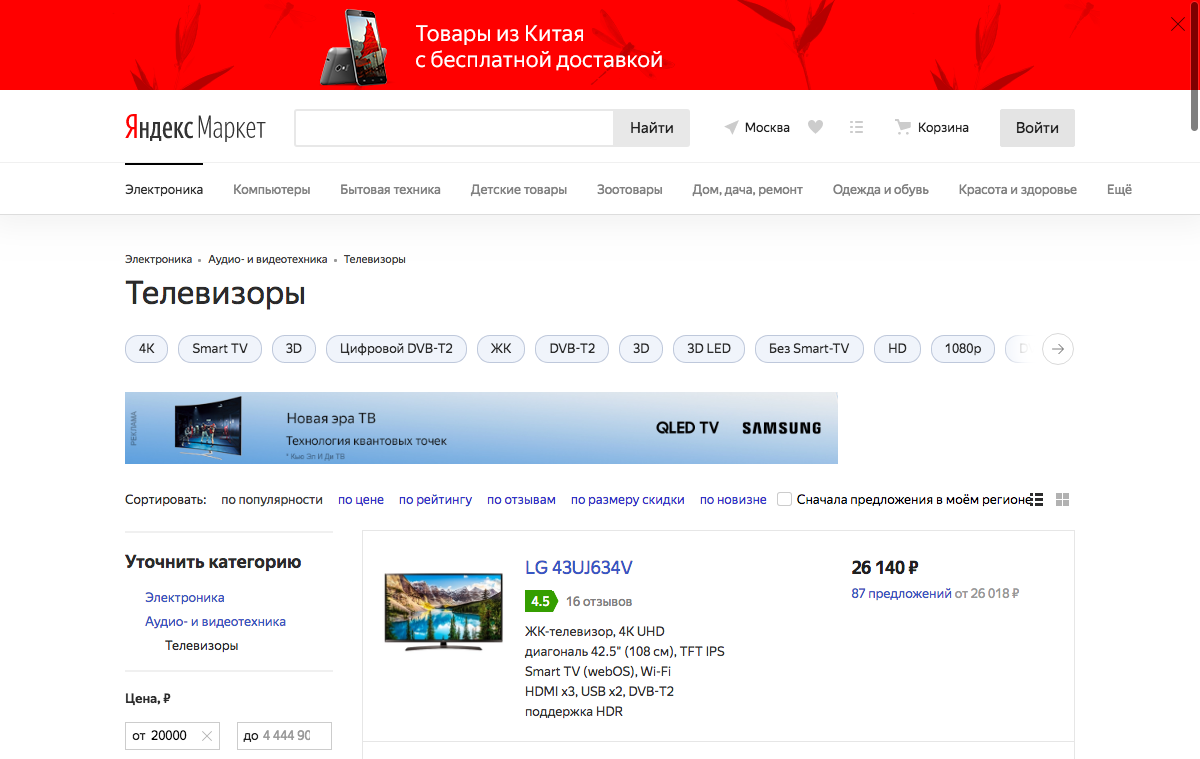 Товары из Китая
с бесплатной доставкой
Яндекс Маркет
Найти
Москва
Корзина
Войти
Электроника Компьютеры Бытовая техника Детские товары Зоотовары Дом, дача, ремонт Одежда и обувь Красота и здоровье Ещё
Электроника • Аудио- и видеотехника • Телевизоры
Телевизоры
4K Smart TV 3D Цифровой DVB-T2 ЖК DVB-T2 3D 3D LED Без Smart-TV HD 1080p
РЕКЛАМА
Новая эра ТВ
Технология квантовых точек
* Кью Эл И Ди ТВ
QLED TV SAMSUNG
Сортировать: по популярности по цене по рейтингу по отзывам по размеру скидки по новизне Сначала предложения в моём регионе
Уточнить категорию
Электроника
Аудио- и видеотехника
Телевизоры
Цена, ₽
от 20000
до 4 444 90
LG 43UJ634V
4.5 16 отзывов
ЖК-телевизор, 4K UHD
диагональ 42.5" (108 см), TFT IPS
Smart TV (webOS), Wi-Fi
HDMI x3, USB x2, DVB-T2
поддержка HDR
26 140 ₽
87 предложений от 26 018 ₽